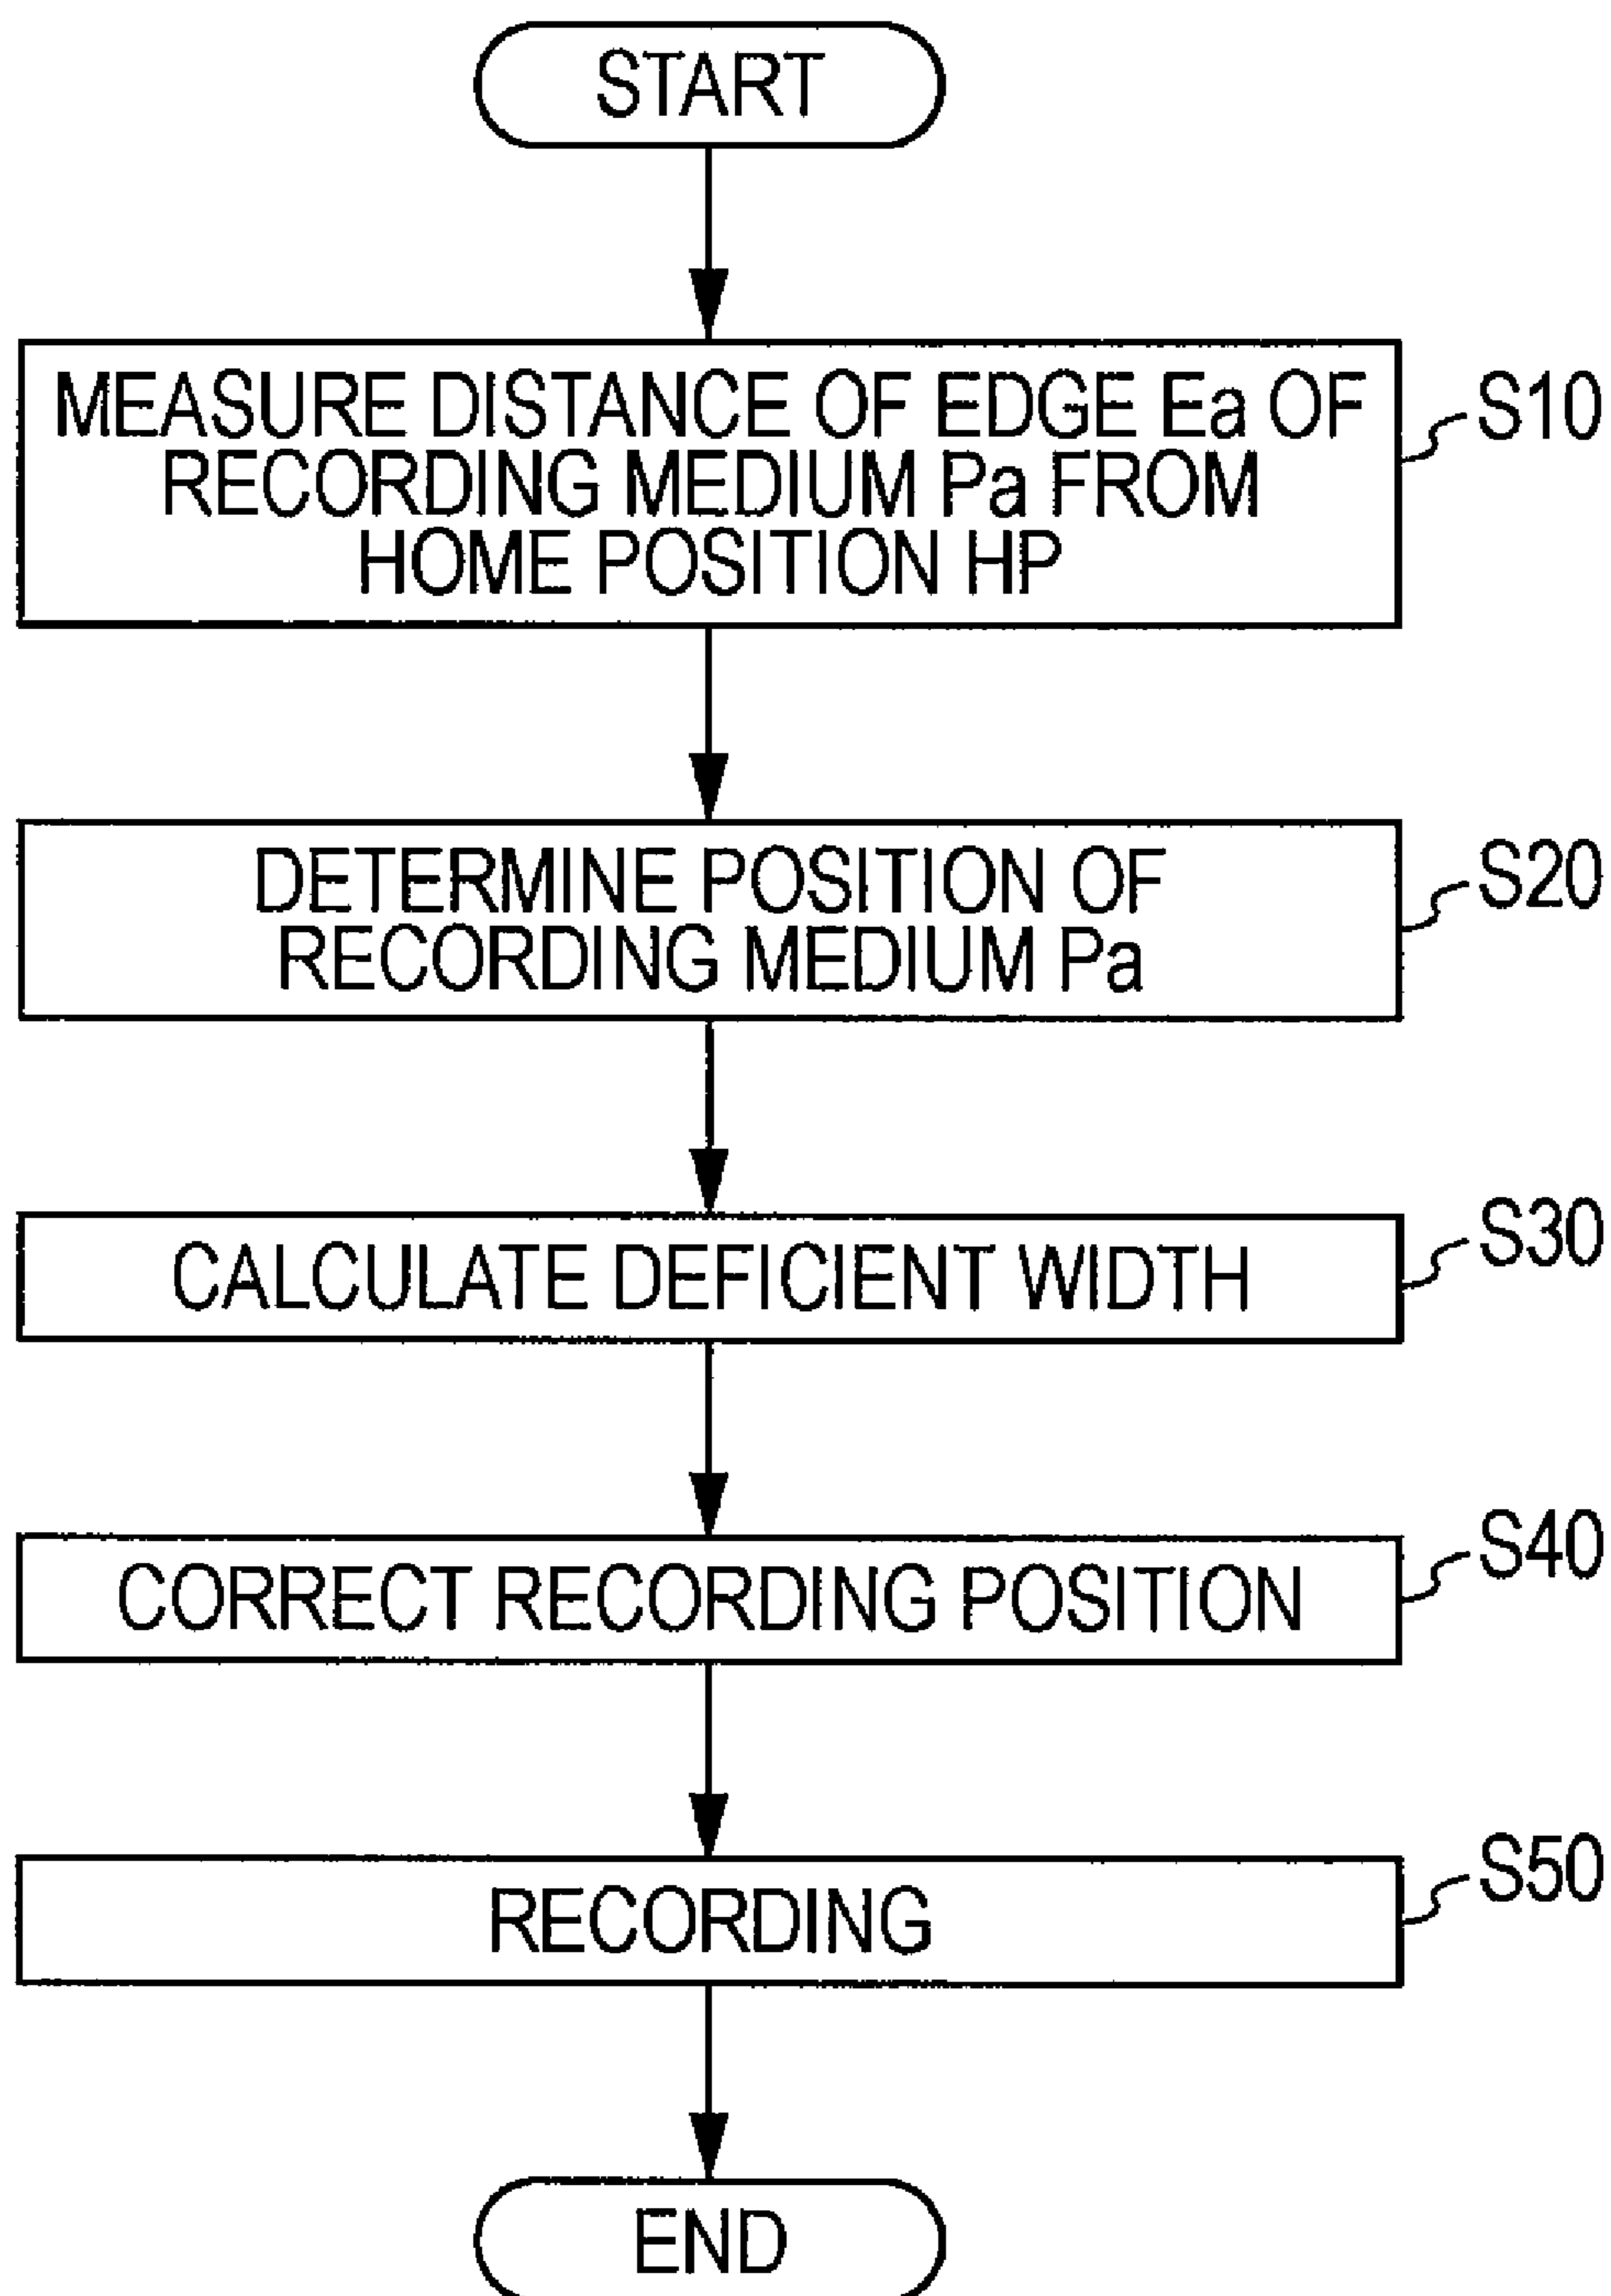 START
MEASURE DISTANCE OF EDGE Ea OF
RECORDING MEDIUM Pa FROM
HOME POSITION HP
S10
DETERMINE POSITION OF
RECORDING MEDIUM Pa
S20
CALCULATE DEFICIENT WIDTH
S30
CORRECT RECORDING POSITION
S40
RECORDING
S50
END